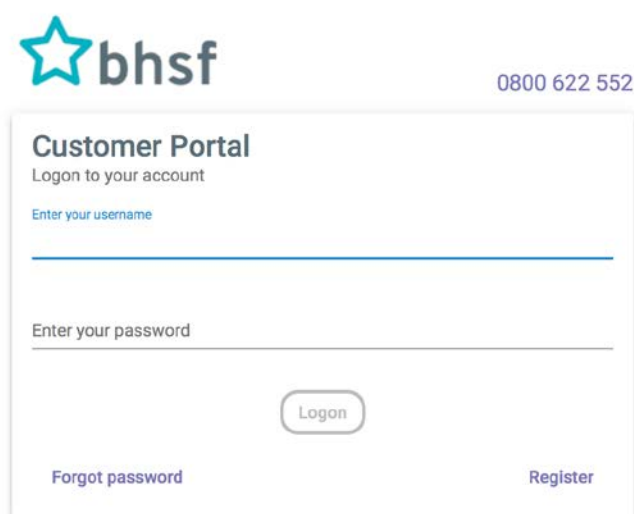 bhsf
0800 622 552
Customer Portal
Logon to your account
Enter your username
Enter your password
Logon
Forgot password
Register